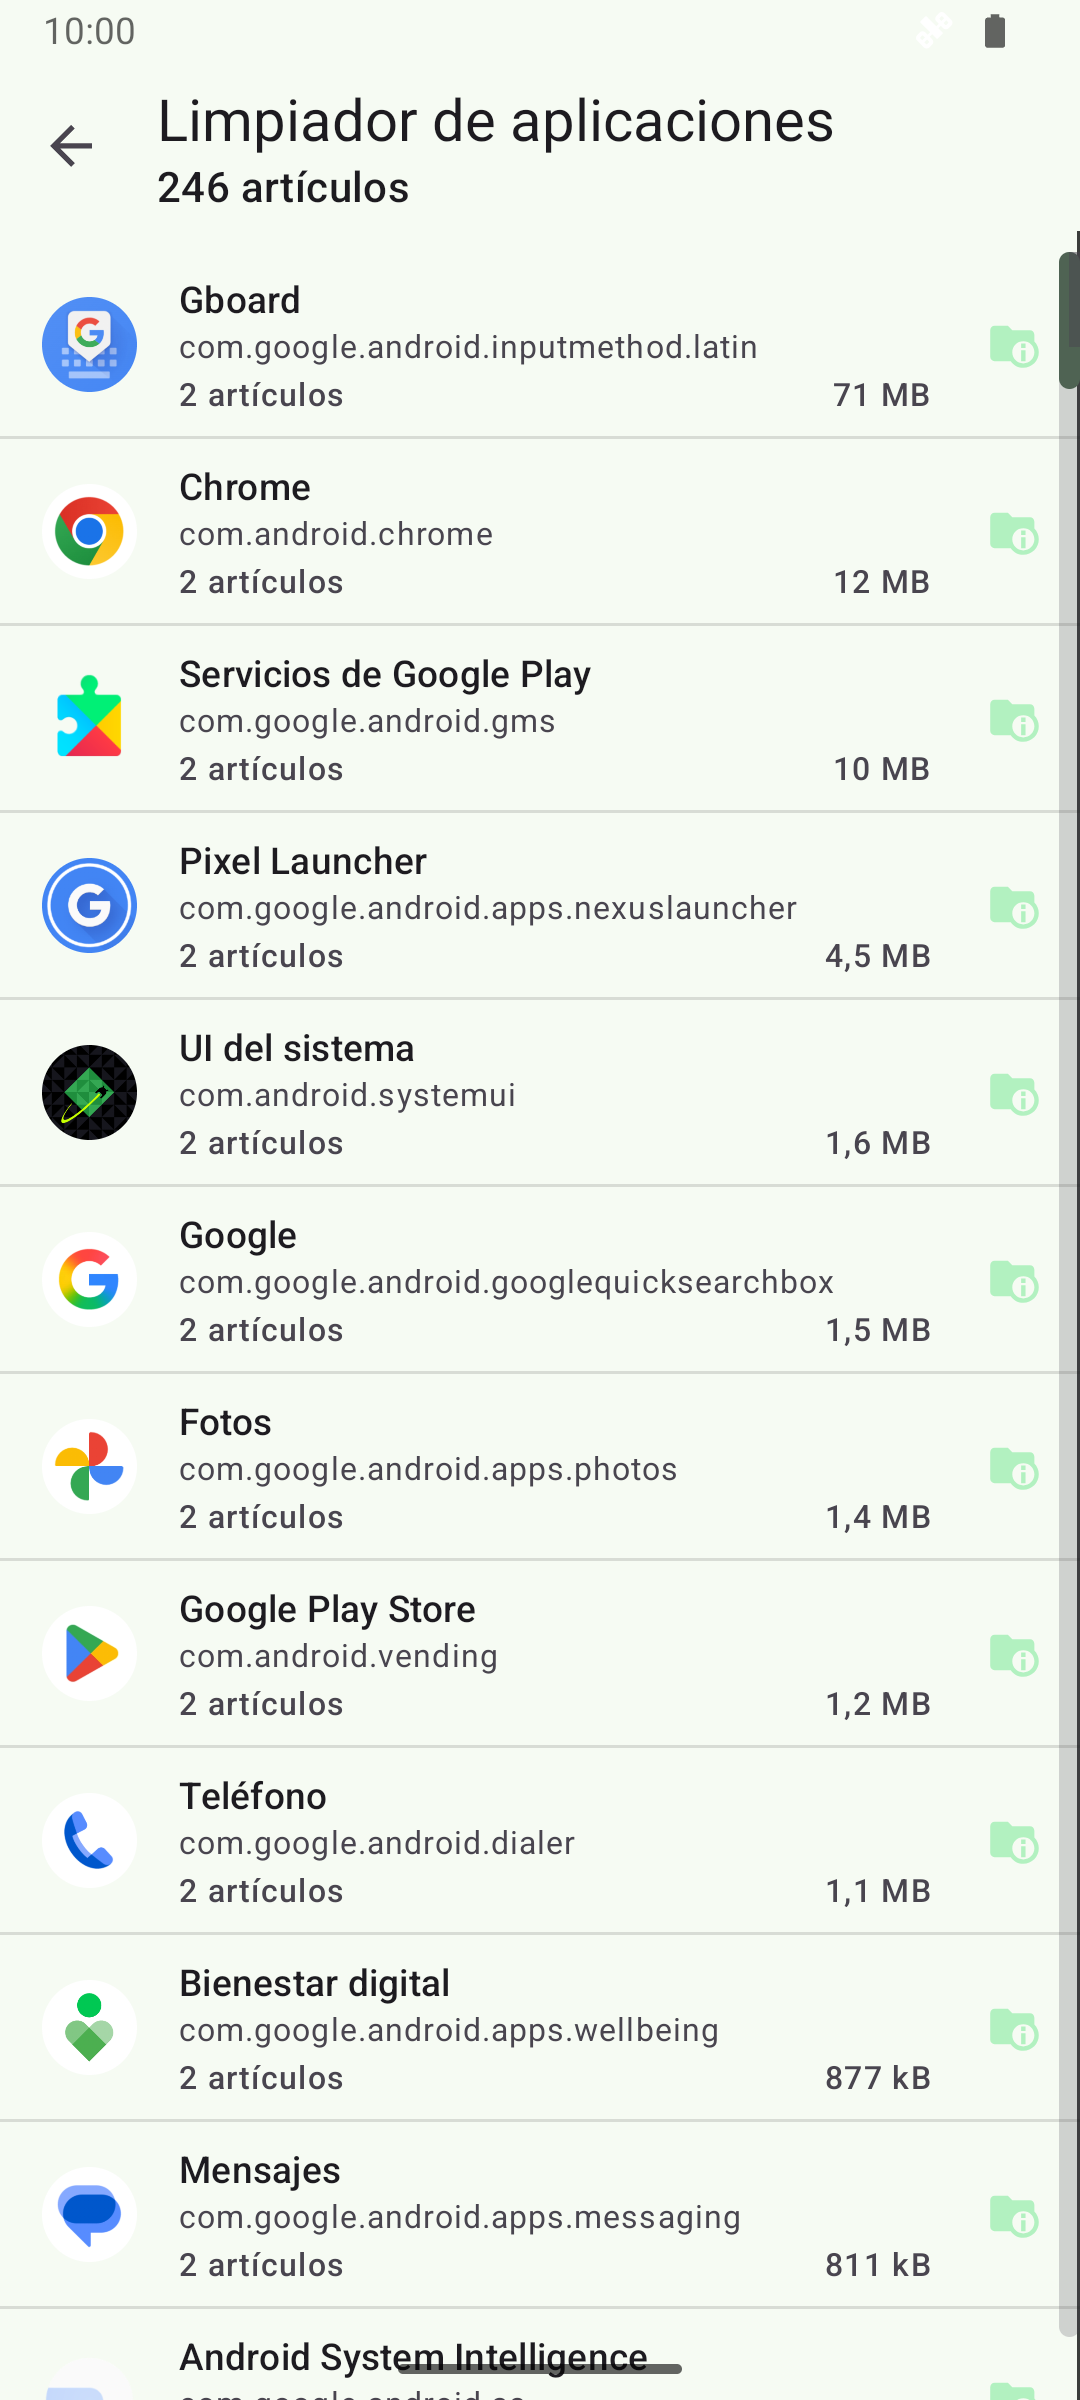 10:00
Limpiador de aplicaciones
246 artículos
Gboard
com.google.android.inputmethod.latin
2 artículos
71 MB
Chrome
com.android.chrome
2 artículos
12 MB
Servicios de Google Play
com.google.android.gms
2 artículos
10 MB
Pixel Launcher
com.google.android.apps.nexuslauncher
2 artículos
4,5 MB
UI del sistema
com.android.systemui
2 artículos
1,6 MB
Google
com.google.android.googlequicksearchbox
2 artículos
1,5 MB
Fotos
com.google.android.apps.photos
2 artículos
1,4 MB
Google Play Store
com.android.vending
2 artículos
1,2 MB
Teléfono
com.google.android.dialer
2 artículos
1,1 MB
Bienestar digital
com.google.android.apps.wellbeing
2 artículos
877 kB
Mensajes
com.google.android.apps.messaging
2 artículos
811 kB
Android System Intelligence